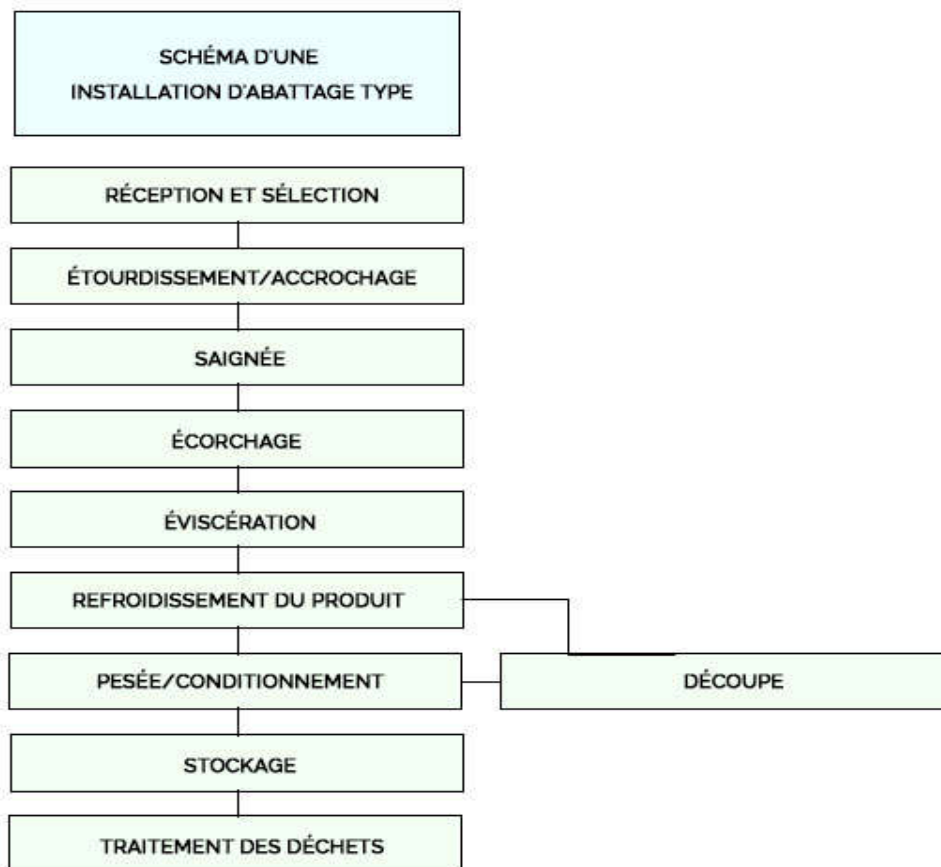 SCHÉMA D'UNE
INSTALLATION D'ABATTAGE TYPE
RÉCEPTION ET SÉLECTION
ÉTOURDISSEMENT/ACCROCHAGE
SAIGNÉE
ÉCORCHAGE
ÉVISCÉRATION
REFROIDISSEMENT DU PRODUIT
PESÉE/CONDITIONNEMENT
DÉCOUPE
STOCKAGE
TRAITEMENT DES DÉCHETS